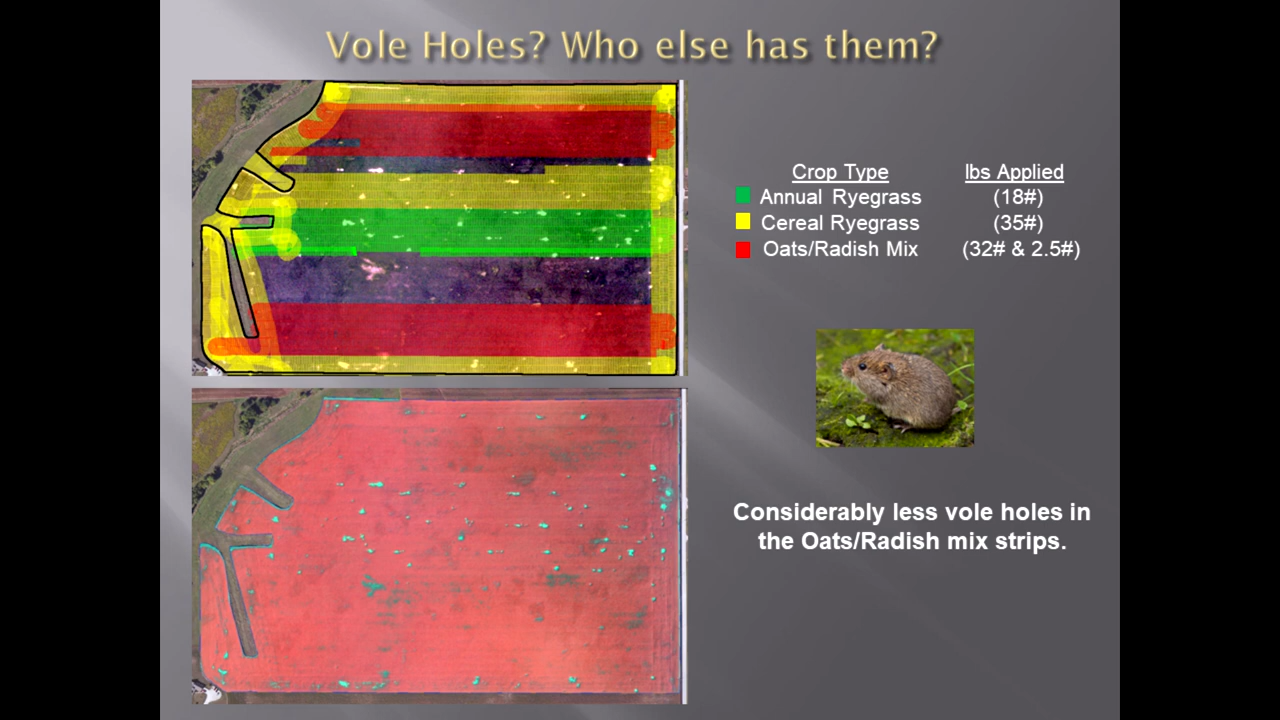 Vole Holes? Who else has them?
Crop Type lbs Applied
Annual Ryegrass (18#)
Cereal Ryegrass (35#)
Oats/Radish Mix (32# & 2.5#)
Considerably less vole holes in
the Oats/Radish mix strips.